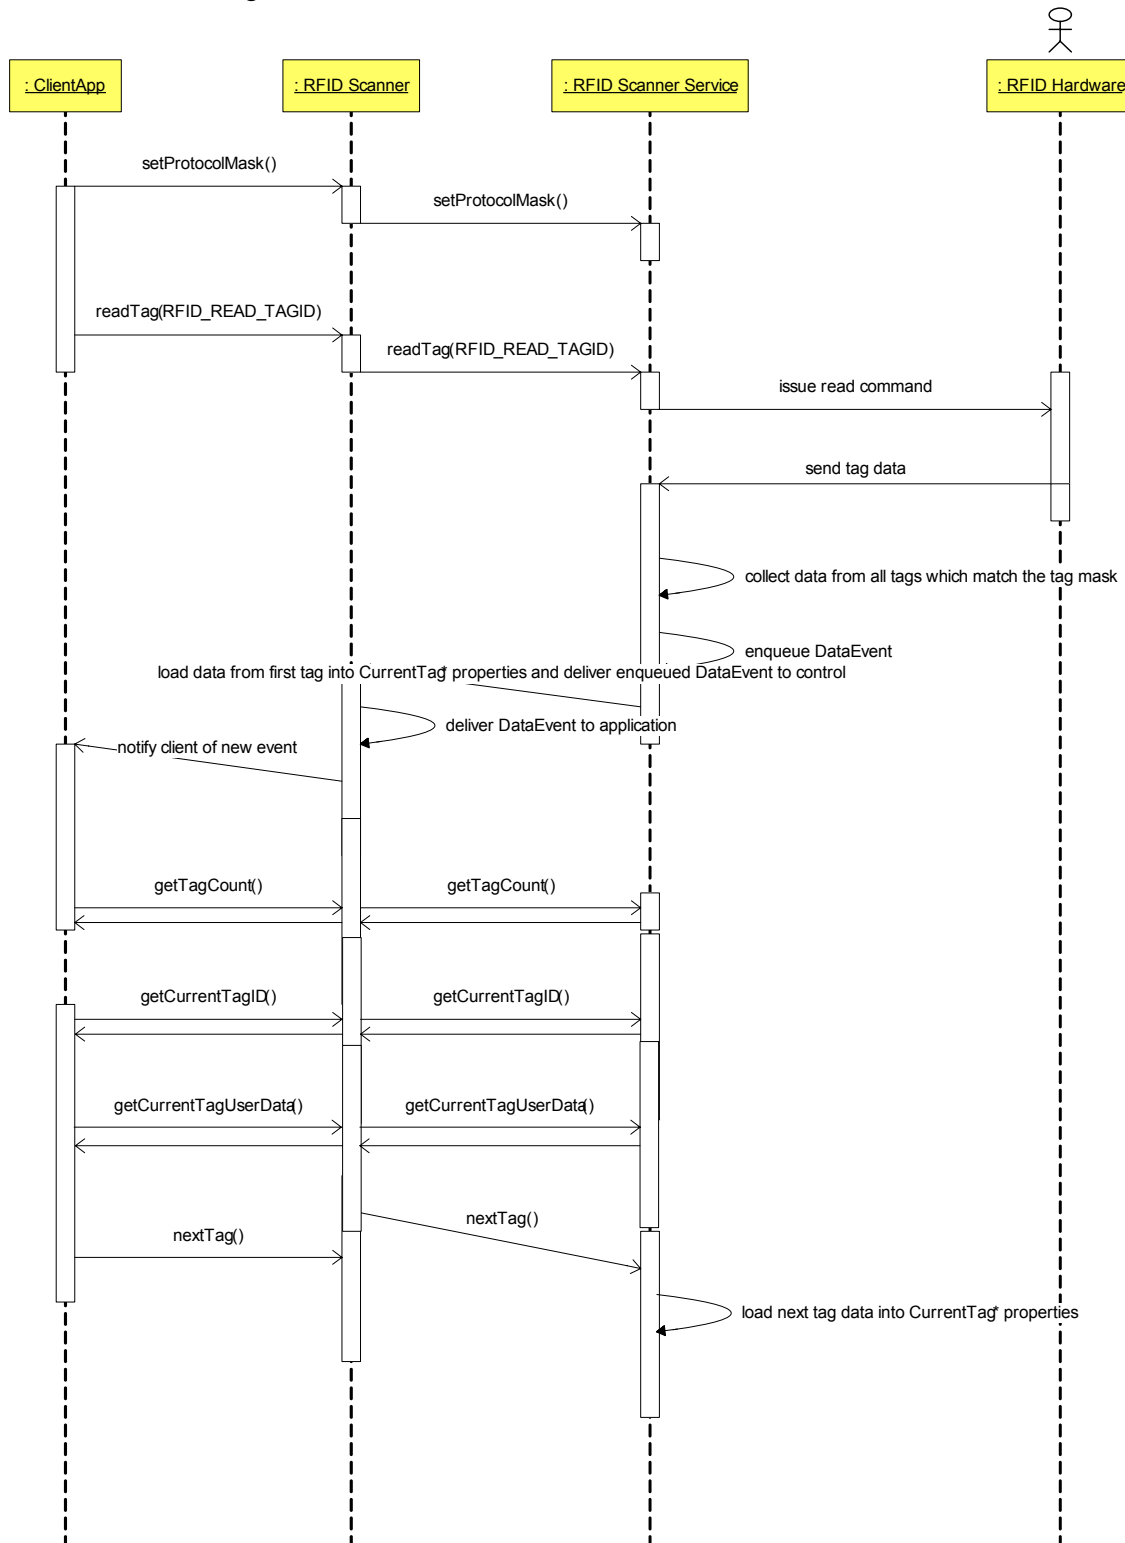 : ClientApp
: RFID Scanner
: RFID Scanner Service
: RFID Hardware
setProtocolMask()
setProtocolMask()
readTag(RFID_READ_TAGID)
readTag(RFID_READ_TAGID)
issue read command
send tag data
collect data from all tags which match the tag mask
enqueue DataEvent
load data from first tag into CurrentTag* properties and deliver enqueued DataEvent to control
deliver DataEvent to application
notify client of new event
getTagCount()
getTagCount()
getCurrentTagID()
getCurrentTagID()
getCurrentTagUserData()
getCurrentTagUserData()
nextTag()
nextTag()
load next tag data into CurrentTag* properties